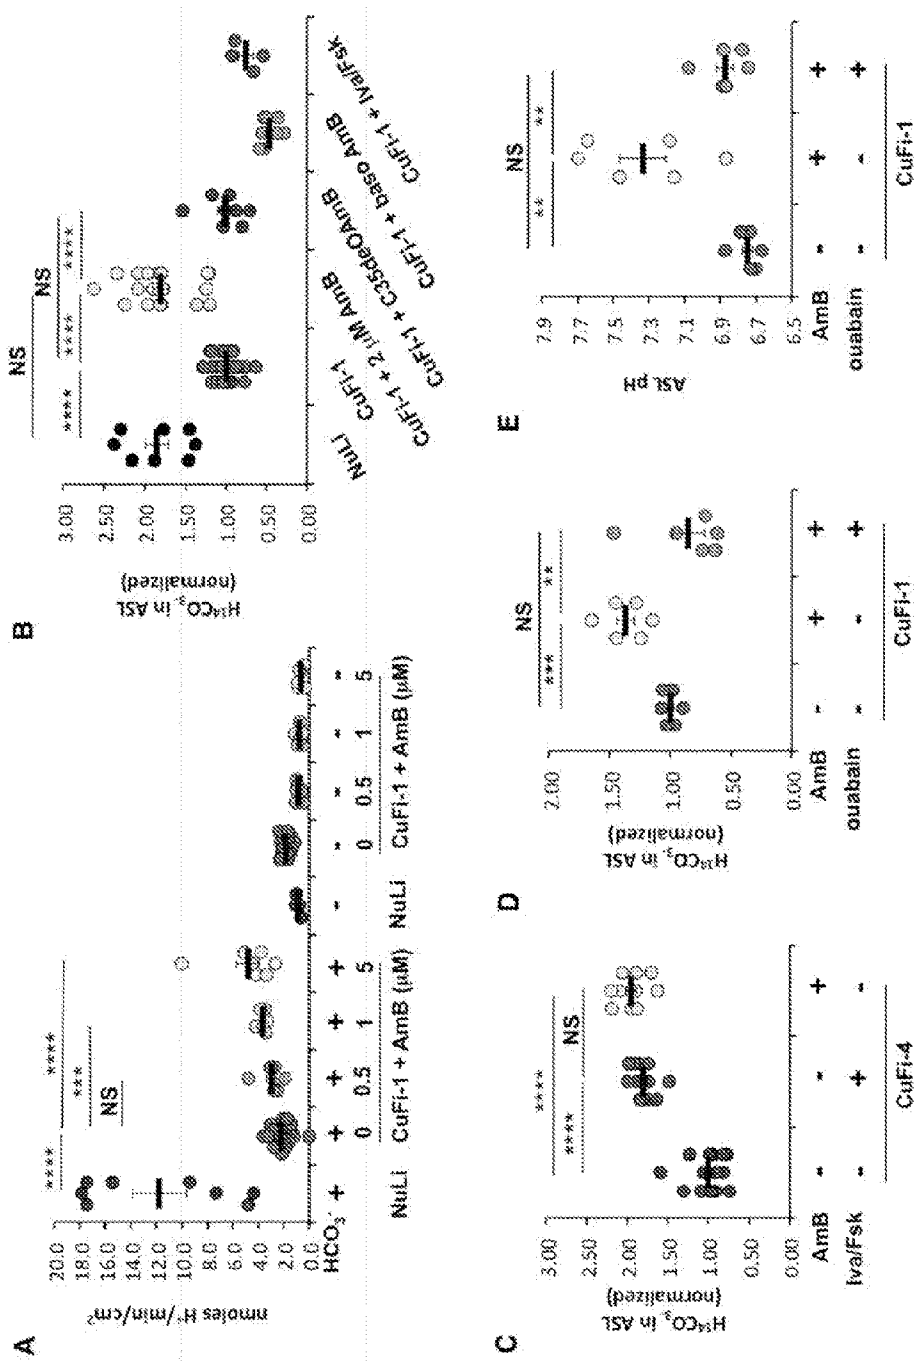 A
nmoles H⁺/min/cm²
20.0
18.0
16.0
14.0
12.0
10.0
8.0
6.0
4.0
2.0
0.0
****
****
***
NS
HCO₃⁻ + + + + + - - - - -
NuLi 0 0.5 1 5 NuLi 0 0.5 1 5
CuFi-1 + AmB (µM) CuFi-1 + AmB (µM)
B
H¹⁴CO₃⁻ in ASL
(normalized)
3.00
2.50
2.00
1.50
1.00
0.50
0.00
NS
NS
**** **** ****
NuLi
CuFi-1
CuFi-1 + 2 µM AmB
CuFi-1 + C35deOAmB
CuFi-1 + baso AmB
CuFi-1 + Iva/Fsk
C
H¹⁴CO₃⁻ in ASL
(normalized)
3.00
2.00
1.00
0.00
****
**** NS
AmB - - +
Iva/Fsk - + -
CuFi-4
D
H¹⁴CO₃⁻ in ASL
(normalized)
2.00
1.50
1.00
0.50
0.00
NS
*** **
AmB - + +
ouabain - - +
CuFi-1
E
ASL pH
7.9
7.7
7.5
7.3
7.1
6.9
6.7
6.5
NS
** **
AmB - + +
ouabain - - +
CuFi-1